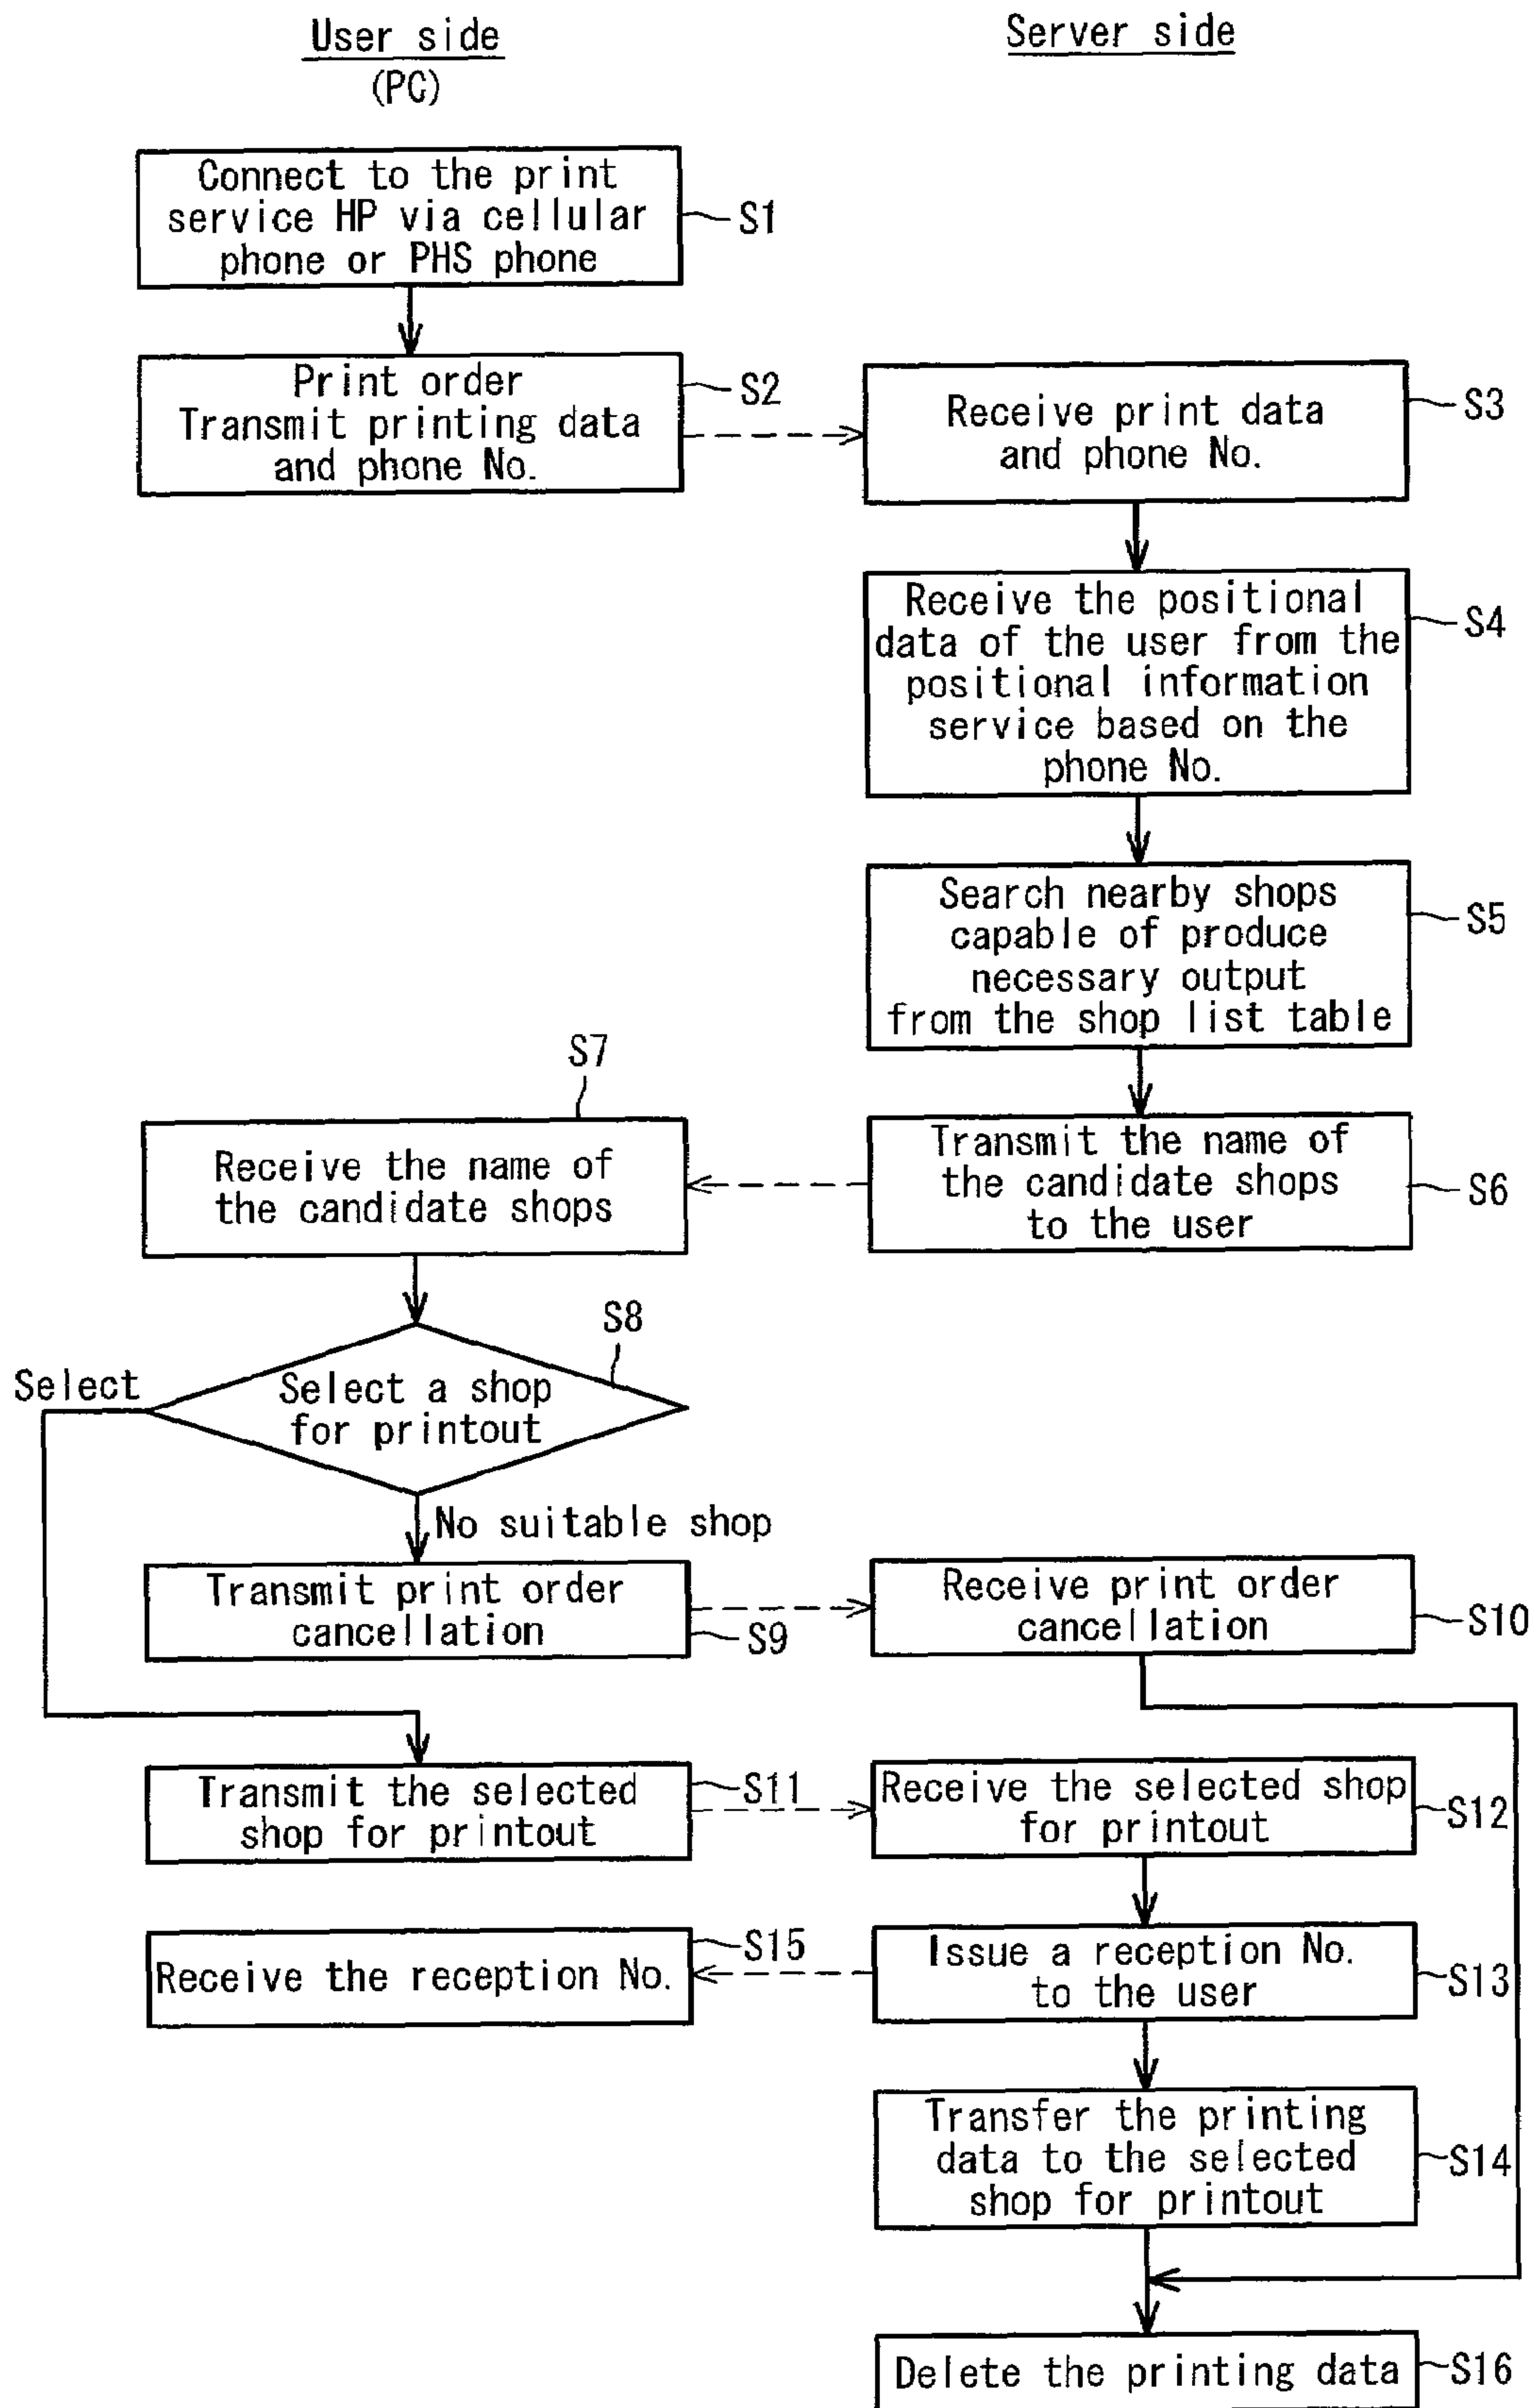 User side
(PC)
Server side
Connect to the print
service HP via cellular
phone or PHS phone
S1
Print order
Transmit printing data
and phone No.
S2
Receive print data
and phone No.
S3
Receive the positional
data of the user from the
positional information
service based on the
phone No.
S4
Search nearby shops
capable of produce
necessary output
from the shop list table
S5
Transmit the name of
the candidate shops
to the user
S6
S7
Receive the name of
the candidate shops
S8
Select a shop
for printout
Select
No suitable shop
Transmit print order
cancellation
S9
Receive print order
cancellation
S10
Transmit the selected
shop for printout
S11
Receive the selected shop
for printout
S12
Issue a reception No.
to the user
S13
Receive the reception No.
S15
Transfer the printing
data to the selected
shop for printout
S14
Delete the printing data
S16